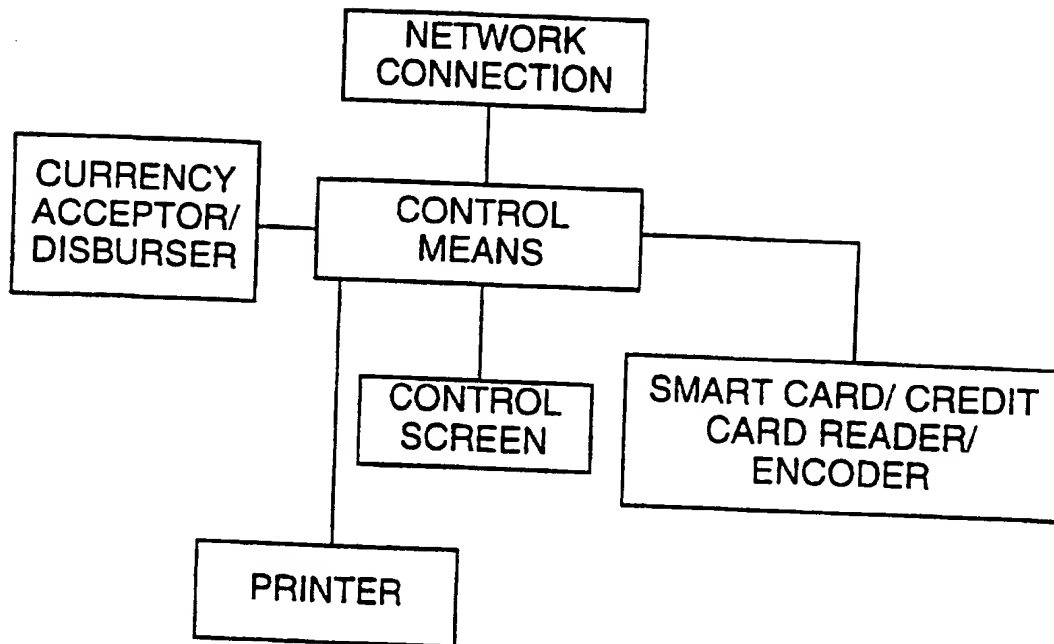 NETWORK
CONNECTION
CURRENCY
ACCEPTOR/
DISBURSER
CONTROL
MEANS
CONTROL
SCREEN
SMART CARD/ CREDIT
CARD READER/
ENCODER
PRINTER